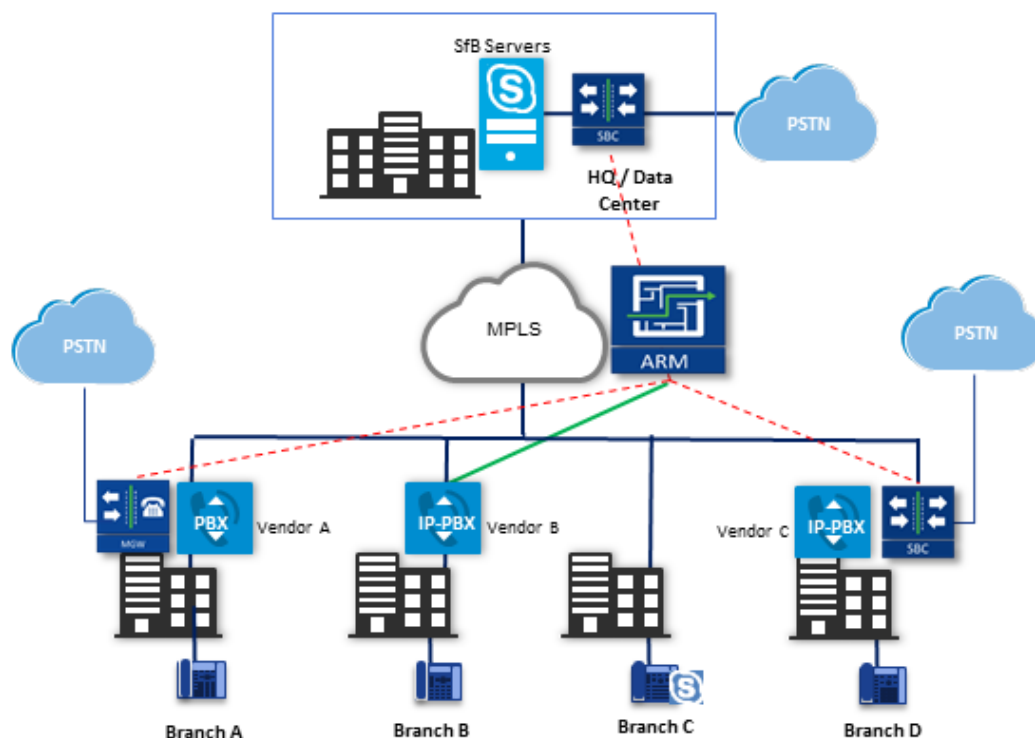 SfB Servers
S
SBC
PSTN
HQ / Data
Center
MPLS
ARM
PSTN
PSTN
MGW
PBX
Vendor A
IP-PBX
Vendor B
Vendor C
IP-PBX
SBC
S
Branch A
Branch B
Branch C
Branch D